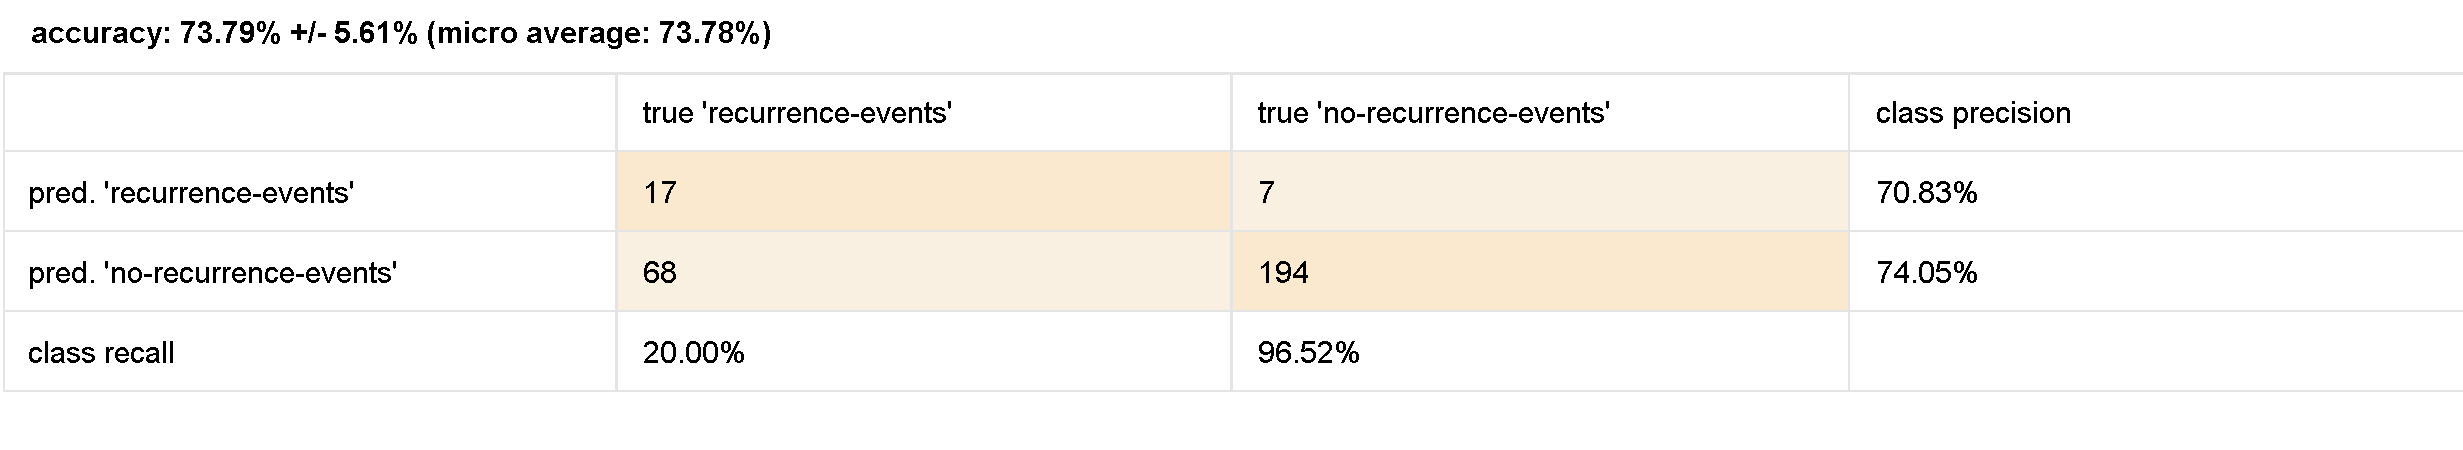 accuracy: 73.79% +/- 5.61% (micro average: 73.78%)
true 'recurrence-events' true 'no-recurrence-events' class precision
pred. 'recurrence-events' 17 7 70.83%
pred. 'no-recurrence-events' 68 194 74.05%
class recall 20.00% 96.52%